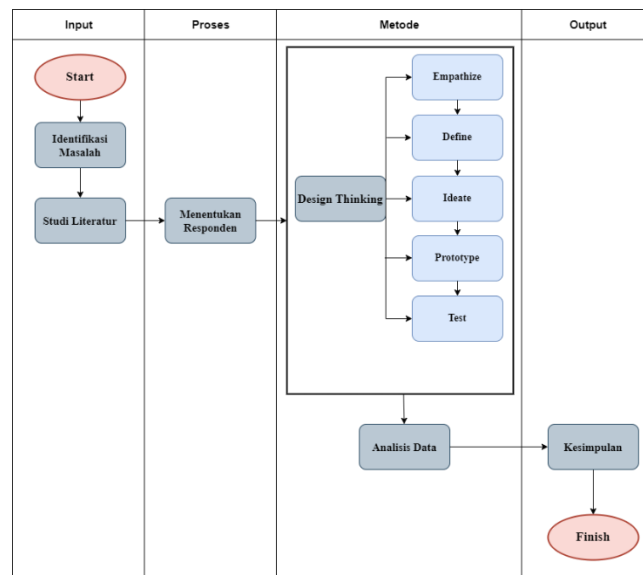 Input
Proses
Metode
Output
Start
Identifikasi
Masalah
Studi Literatur
Menentukan
Responden
Design Thinking
Empathize
Define
Ideate
Prototype
Test
Analisis Data
Kesimpulan
Finish